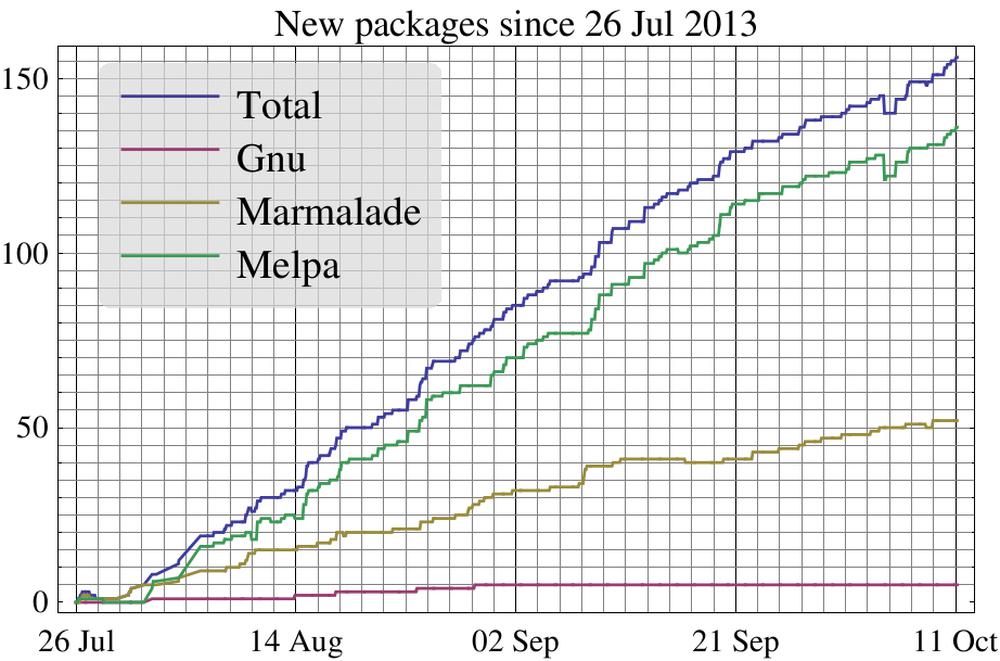 New packages since 26 Jul 2013
150
100
50
0
Total
Gnu
Marmalade
Melpa
26 Jul
14 Aug
02 Sep
21 Sep
11 Oct